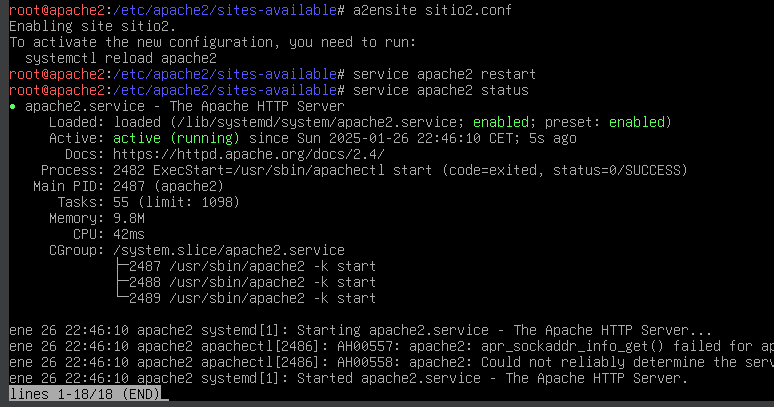 root@apache2:/etc/apache2/sites-available# a2ensite sitio2.conf
Enabling site sitio2.
To activate the new configuration, you need to run:
  systemctl reload apache2
root@apache2:/etc/apache2/sites-available# service apache2 restart
root@apache2:/etc/apache2/sites-available# service apache2 status
● apache2.service - The Apache HTTP Server
     Loaded: loaded (/lib/systemd/system/apache2.service; enabled; preset: enabled)
     Active: active (running) since Sun 2025-01-26 22:46:10 CET; 5s ago
       Docs: https://httpd.apache.org/docs/2.4/
    Process: 2482 ExecStart=/usr/sbin/apachectl start (code=exited, status=0/SUCCESS)
   Main PID: 2487 (apache2)
      Tasks: 55 (limit: 1098)
     Memory: 9.8M
        CPU: 42ms
     CGroup: /system.slice/apache2.service
             ├─2487 /usr/sbin/apache2 -k start
             ├─2488 /usr/sbin/apache2 -k start
             └─2489 /usr/sbin/apache2 -k start

ene 26 22:46:10 apache2 systemd[1]: Starting apache2.service - The Apache HTTP Server...
ene 26 22:46:10 apache2 apachectl[2486]: AH00557: apache2: apr_sockaddr_info_get() failed for ap
ene 26 22:46:10 apache2 apachectl[2486]: AH00558: apache2: Could not reliably determine the serv
ene 26 22:46:10 apache2 systemd[1]: Started apache2.service - The Apache HTTP Server.
lines 1-18/18 (END)